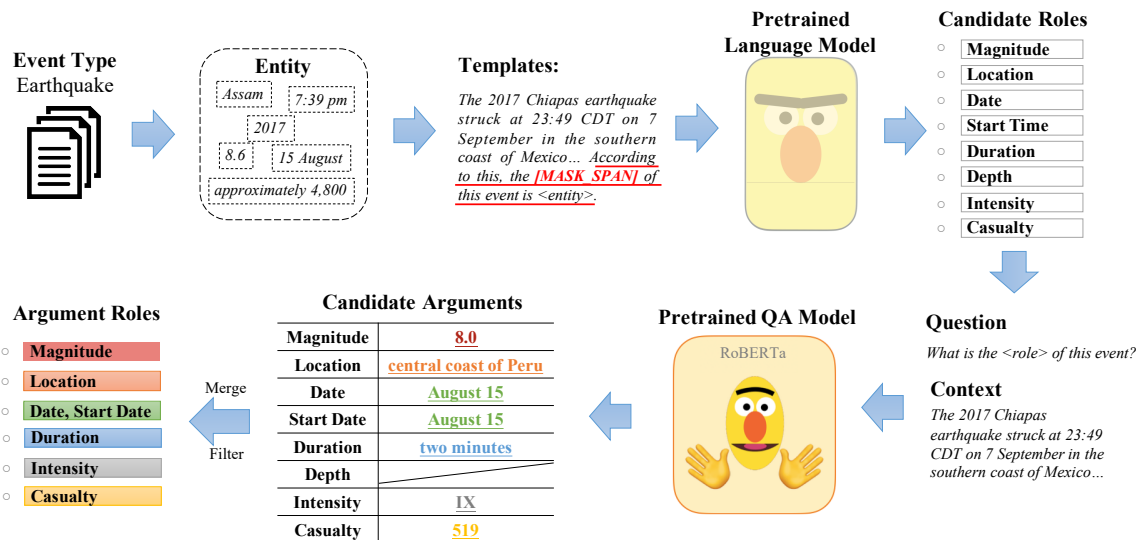 Event Type
Earthquake
Entity
Assam
7:39 pm
2017
8.6
15 August
approximately 4,800
Templates:
The 2017 Chiapas earthquake
struck at 23:49 CDT on 7
September in the southern
coast of Mexico... According
to this, the [MASK_SPAN] of
this event is <entity>.
Pretrained
Language Model
Candidate Roles
Magnitude
Location
Date
Start Time
Duration
Depth
Intensity
Casualty
Question
What is the <role> of this event?
Context
The 2017 Chiapas
earthquake struck at 23:49
CDT on 7 September in the
southern coast of Mexico...
Pretrained QA Model
RoBERTa
Candidate Arguments
Magnitude 8.0
Location central coast of Peru
Date August 15
Start Date August 15
Duration two minutes
Depth
Intensity IX
Casualty 519
Merge
Filter
Argument Roles
Magnitude
Location
Date, Start Date
Duration
Intensity
Casualty